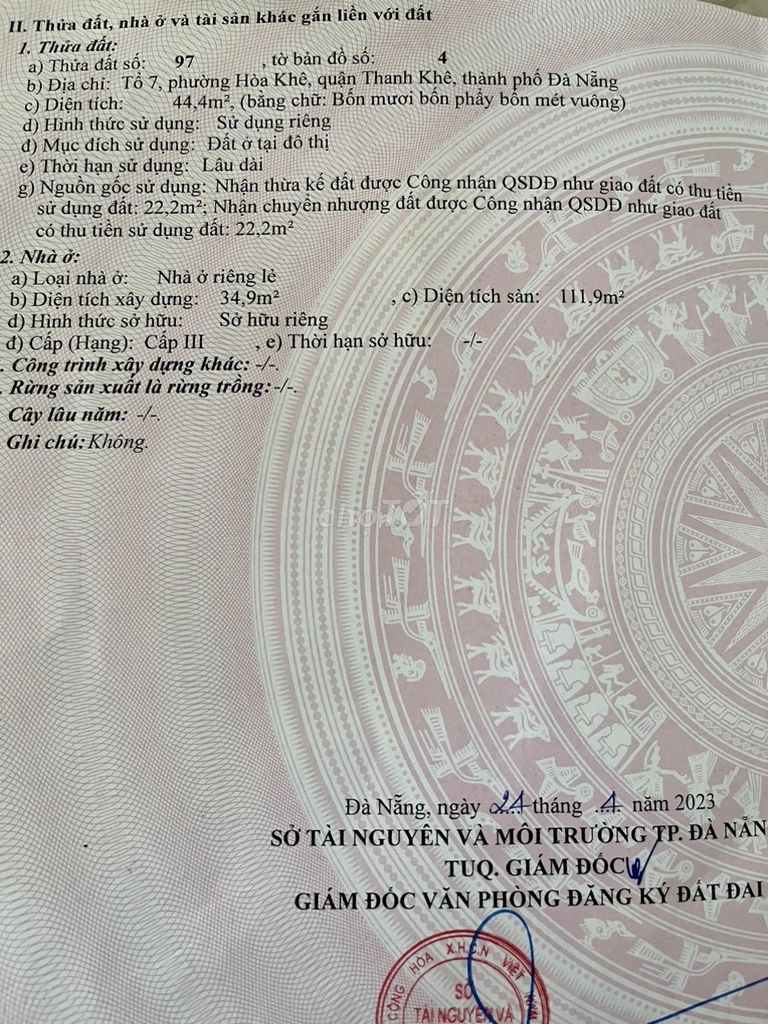 II. Thửa đất, nhà ở và tài sản khác gắn liền với đất
1. Thửa đất:
a) Thửa đất số: 97 , tờ bản đồ số: 4
b) Địa chỉ: Tổ 7, phường Hòa Khê, quận Thanh Khê, thành phố Đà Nẵng
c) Diện tích: 44,4m², (bằng chữ: Bốn mươi bốn phẩy bốn mét vuông)
d) Hình thức sử dụng: Sử dụng riêng
đ) Mục đích sử dụng: Đất ở tại đô thị
e) Thời hạn sử dụng: Lâu dài
g) Nguồn gốc sử dụng: Nhận thừa kế đất được Công nhận QSDĐ như giao đất có thu tiền
sử dụng đất: 22,2m²; Nhận chuyển nhượng đất được Công nhận QSDĐ như giao đất
có thu tiền sử dụng đất: 22,2m²
2. Nhà ở:
a) Loại nhà ở: Nhà ở riêng lẻ
b) Diện tích xây dựng: 34,9m² , c) Diện tích sàn: 111,9m²
d) Hình thức sở hữu: Sở hữu riêng
đ) Cấp (Hạng): Cấp III , e) Thời hạn sở hữu: -/-
. Công trình xây dựng khác: -/-.
. Rừng sản xuất là rừng trồng: -/-.
Cây lâu năm: -/-.
Ghi chú: Không.
chợTỐT
Đà Nẵng, ngày 24 tháng 4 năm 2023
SỞ TÀI NGUYÊN VÀ MÔI TRƯỜNG TP. ĐÀ NẴN
TUQ. GIÁM ĐỐC
GIÁM ĐỐC VĂN PHÒNG ĐĂNG KÝ ĐẤT ĐAI
CỘNG HÒA X.H.C.N VIỆT NAM
SỞ
TÀI NGUYÊN VÀ